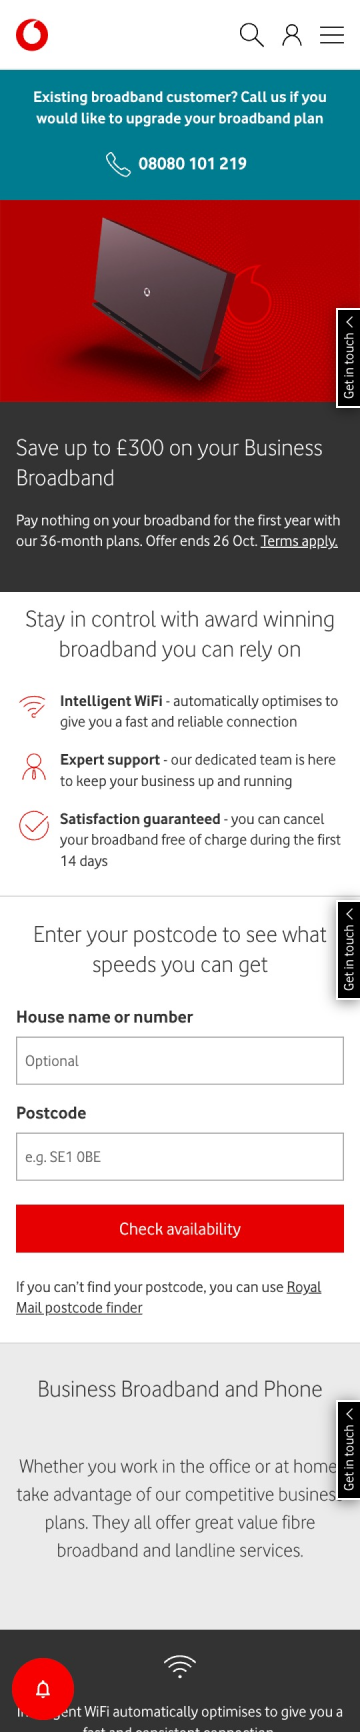 Existing broadband customer? Call us if you
would like to upgrade your broadband plan
08080 101 219
Get in touch
Save up to £300 on your Business
Broadband
Pay nothing on your broadband for the first year with
our 36-month plans. Offer ends 26 Oct. Terms apply.
Stay in control with award winning
broadband you can rely on
Intelligent WiFi - automatically optimises to
give you a fast and reliable connection
Expert support - our dedicated team is here
to keep your business up and running
Satisfaction guaranteed - you can cancel
your broadband free of charge during the first
14 days
Get in touch
Enter your postcode to see what
speeds you can get
House name or number
Optional
Postcode
e.g. SE1 0BE
Check availability
If you can't find your postcode, you can use Royal
Mail postcode finder
Business Broadband and Phone
Get in touch
Whether you work in the office or at home
take advantage of our competitive business
plans. They all offer great value fibre
broadband and landline services.
WiFi automatically optimises to give you a
fast and consistent connection